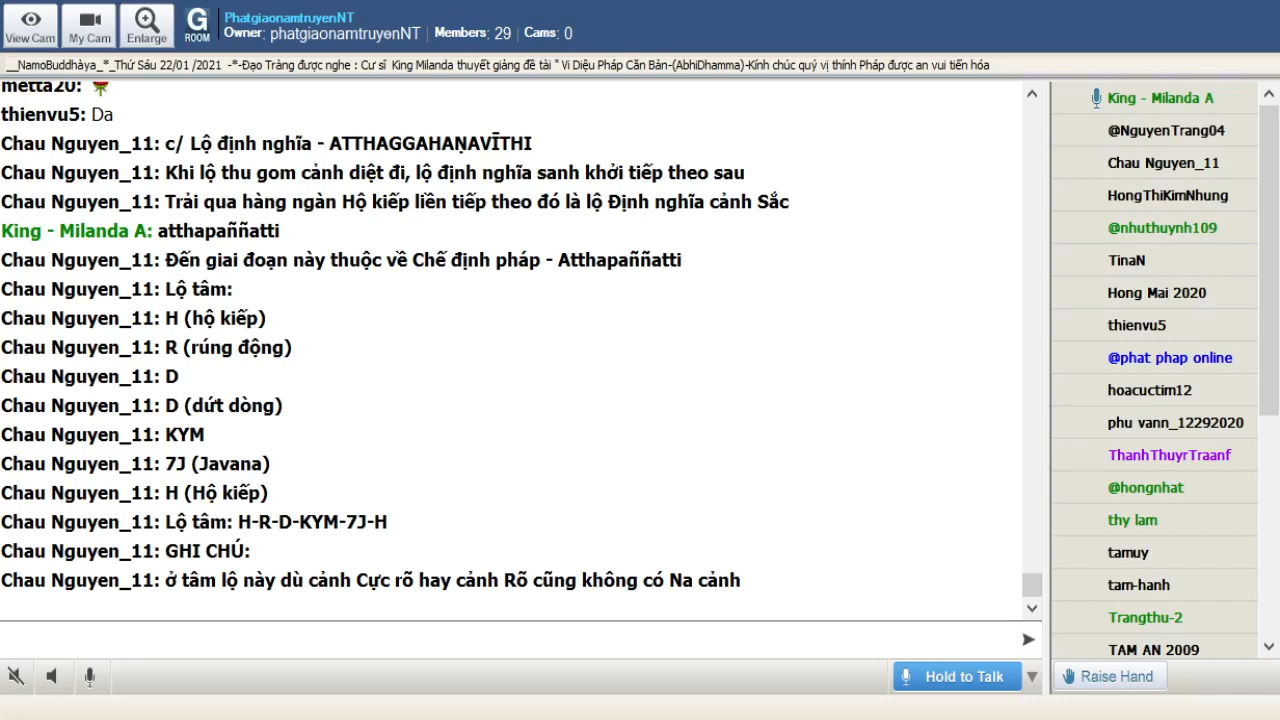 PhatgiaonamtruyenNT
Owner: phatgiaonamtruyenNT | Members: 29 | Cams: 0
View Cam
My Cam
Enlarge
G
ROOM
__NamoBuddhàya_*_Thứ Sáu 22/01 /2021 -*-Đạo Tràng được nghe : Cư sĩ King Milanda thuyết giảng đề tài " Vi Diệu Pháp Căn Bản-(AbhiDhamma)-Kính chúc quý vị thính Pháp được an vui tiến hóa
metta20:
thienvu5: Da
Chau Nguyen_11: c/ Lộ định nghĩa - ATTHAGGAHAṆAVĪTHI
Chau Nguyen_11: Khi lộ thu gom cảnh diệt đi, lộ định nghĩa sanh khởi tiếp theo sau
Chau Nguyen_11: Trải qua hàng ngàn Hộ kiếp liền tiếp theo đó là lộ Định nghĩa cảnh Sắc
King - Milanda A: atthapaññatti
Chau Nguyen_11: Đến giai đoạn này thuộc về Chế định pháp - Atthapaññatti
Chau Nguyen_11: Lộ tâm:
Chau Nguyen_11: H (hộ kiếp)
Chau Nguyen_11: R (rúng động)
Chau Nguyen_11: D
Chau Nguyen_11: D (dứt dòng)
Chau Nguyen_11: KYM
Chau Nguyen_11: 7J (Javana)
Chau Nguyen_11: H (Hộ kiếp)
Chau Nguyen_11: Lộ tâm: H-R-D-KYM-7J-H
Chau Nguyen_11: GHI CHÚ:
Chau Nguyen_11: ở tâm lộ này dù cảnh Cực rõ hay cảnh Rõ cũng không có Na cảnh
King - Milanda A
@NguyenTrang04
Chau Nguyen_11
HongThiKimNhung
@nhuthuynh109
TinaN
Hong Mai 2020
thienvu5
@phat phap online
hoacuctim12
phu vann_12292020
ThanhThuyrTraanf
@hongnhat
thy lam
tamuy
tam-hanh
Trangthu-2
TAM AN 2009
Hold to Talk
Raise Hand